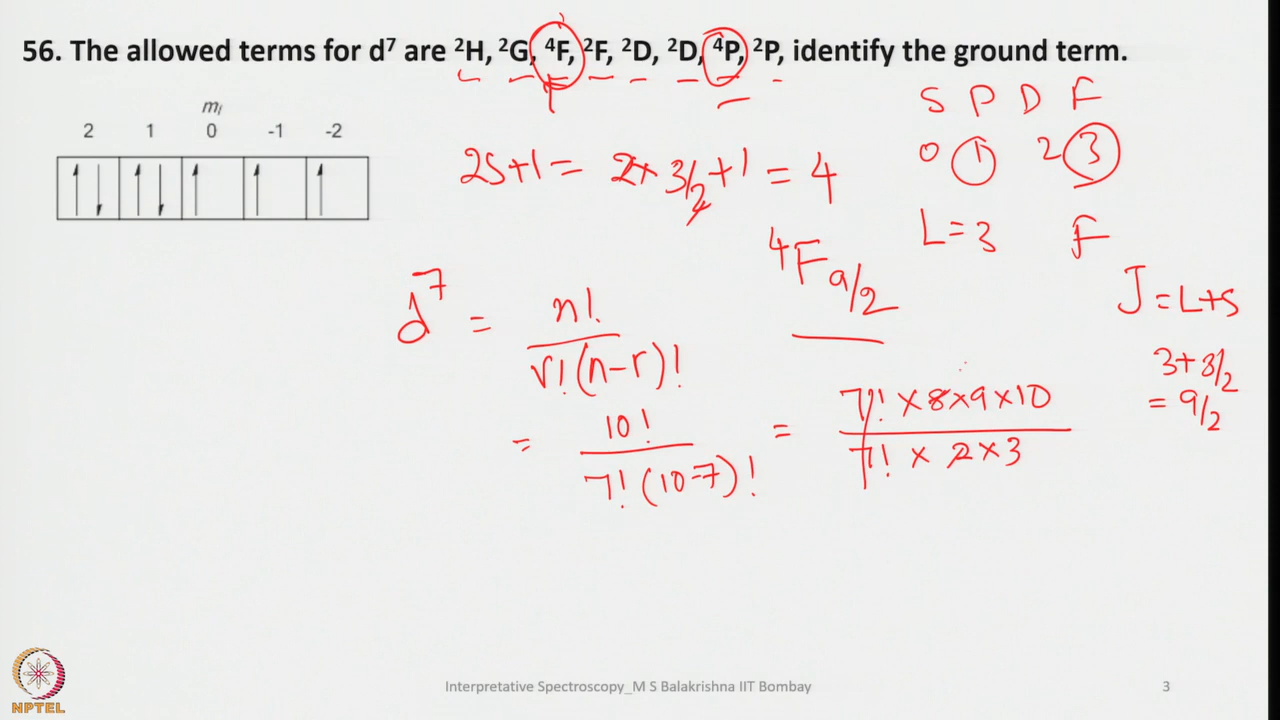 56. The allowed terms for d⁷ are ²H, ²G, ⁴F, ²F, ²D, ²D, ⁴P, ²P, identify the ground term.
S P D F
mₗ
2 1 0 -1 -2
0 1 2 3
2S+1 = 2× 3/2 +1 = 4
L=3 F
⁴F₉/₂
J = L+S
d⁷ = n! / r!(n-r)!
3+3/2
= 9/2
= 10! / 7!(10-7)! = 7! × 8×9×10 / 7! × 2×3
NPTEL
Interpretative Spectroscopy_M S Balakrishna IIT Bombay
3